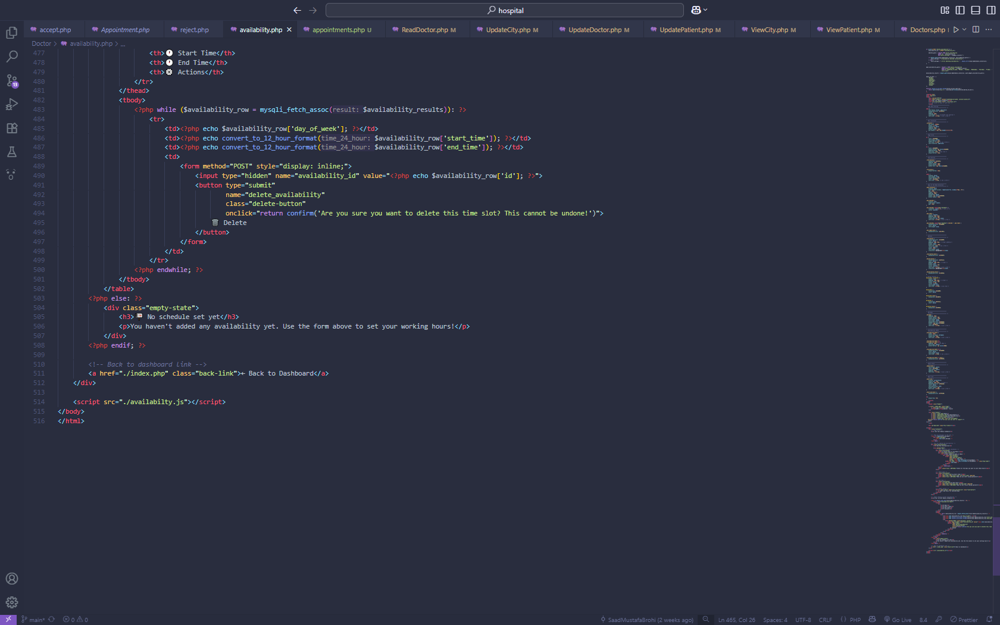 hospital
accept.php
Appointment.php
reject.php
availability.php
appointments.php U
ReadDoctor.php M
UpdateCity.php M
UpdateDoctor.php M
UpdatePatient.php M
ViewCity.php M
ViewPatient.php M
Doctors.php
Doctor > availability.php > ...
477 <th>🕐 Start Time</th>
478 <th>🕐 End Time</th>
479 <th>⚙️ Actions</th>
480 </tr>
481 </thead>
482 <tbody>
483 <?php while ($availability_row = mysqli_fetch_assoc(result: $availability_results)): ?>
484 <tr>
485 <td><?php echo $availability_row['day_of_week']; ?></td>
486 <td><?php echo convert_to_12_hour_format(time_24_hour: $availability_row['start_time']); ?></td>
487 <td><?php echo convert_to_12_hour_format(time_24_hour: $availability_row['end_time']); ?></td>
488 <td>
489 <form method="POST" style="display: inline;">
490 <input type="hidden" name="availability_id" value="<?php echo $availability_row['id']; ?>">
491 <button type="submit"
492 name="delete_availability"
493 class="delete-button"
494 onclick="return confirm('Are you sure you want to delete this time slot? This cannot be undone!')">
495 🗑️ Delete
496 </button>
497 </form>
498 </td>
499 </tr>
500 <?php endwhile; ?>
501 </tbody>
502 </table>
503 <?php else: ?>
504 <div class="empty-state">
505 <h3>📭 No schedule set yet</h3>
506 <p>You haven't added any availability yet. Use the form above to set your working hours!</p>
507 </div>
508 <?php endif; ?>
509
510 <!-- Back to dashboard link -->
511 <a href="./index.php" class="back-link">← Back to Dashboard</a>
512 </div>
513
514 <script src="./availabilty.js"></script>
515 </body>
516 </html>
13
main* 0 0 SaadMustafaBrohi (2 weeks ago) Ln 465, Col 26 Spaces: 4 UTF-8 CRLF {} PHP Go Live 8.4 Prettier